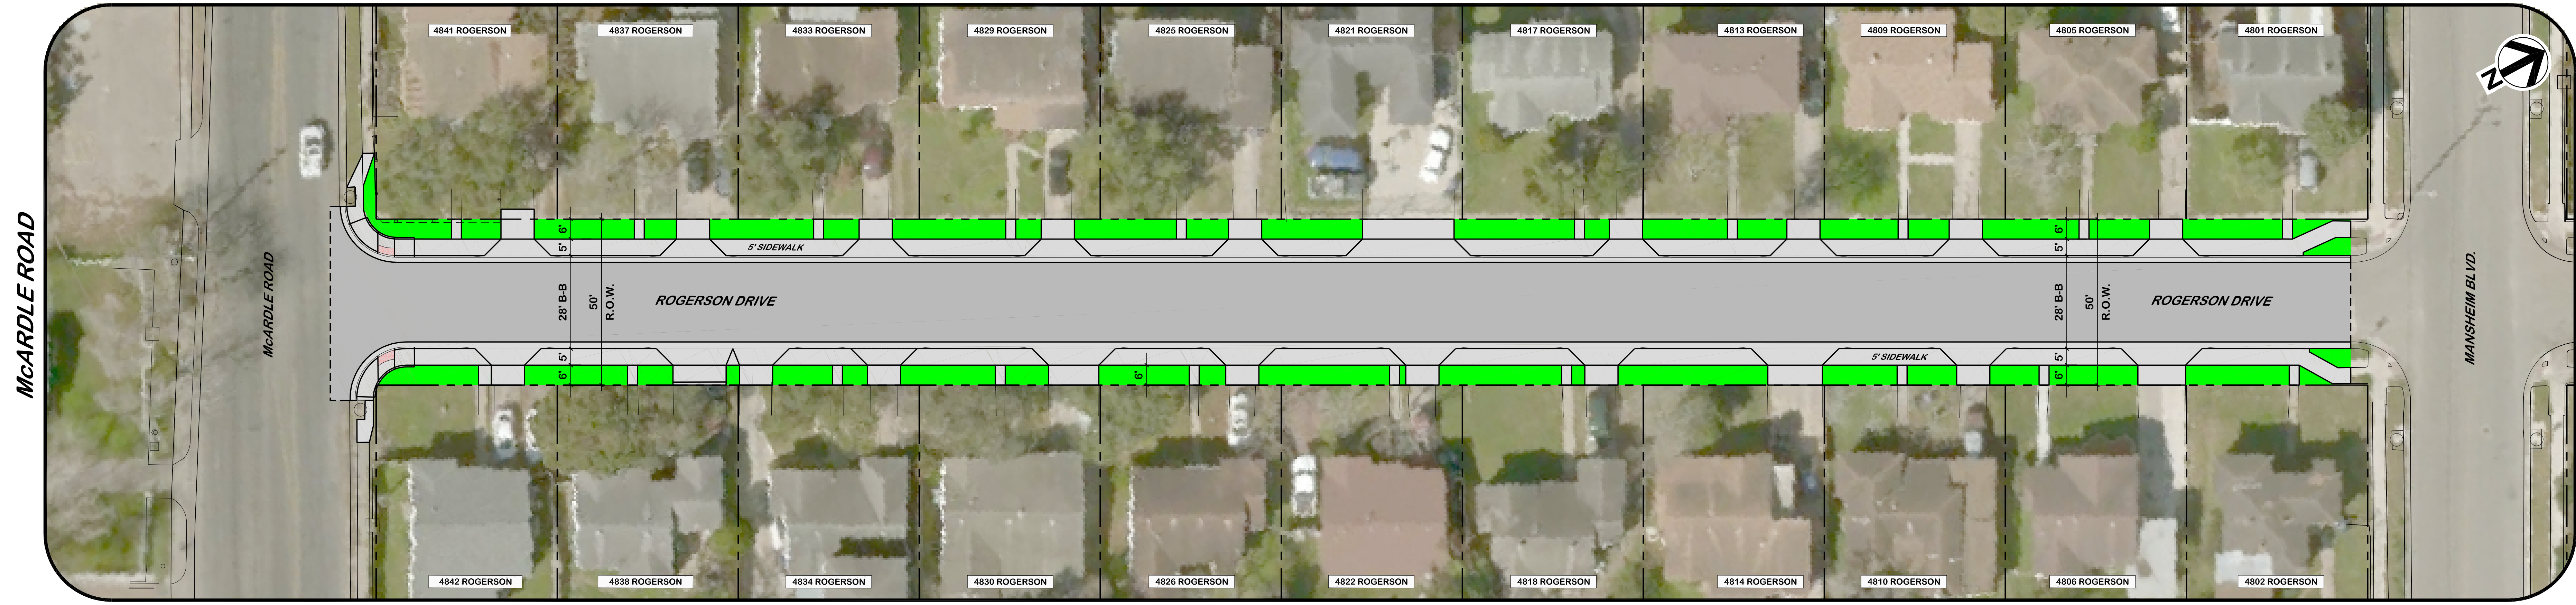 4841 ROGERSON
4837 ROGERSON
4833 ROGERSON
4829 ROGERSON
4825 ROGERSON
4821 ROGERSON
4817 ROGERSON
4813 ROGERSON
4809 ROGERSON
4805 ROGERSON
4801 ROGERSON
N
McARDLE ROAD
McARDLE ROAD
6'
5'
5' SIDEWALK
6'
5'
28' B-B
50'
R.O.W.
ROGERSON DRIVE
28' B-B
50'
R.O.W.
ROGERSON DRIVE
MANSHEIM BLVD.
5'
6'
6'
5' SIDEWALK
5'
6'
4842 ROGERSON
4838 ROGERSON
4834 ROGERSON
4830 ROGERSON
4826 ROGERSON
4822 ROGERSON
4818 ROGERSON
4814 ROGERSON
4810 ROGERSON
4806 ROGERSON
4802 ROGERSON